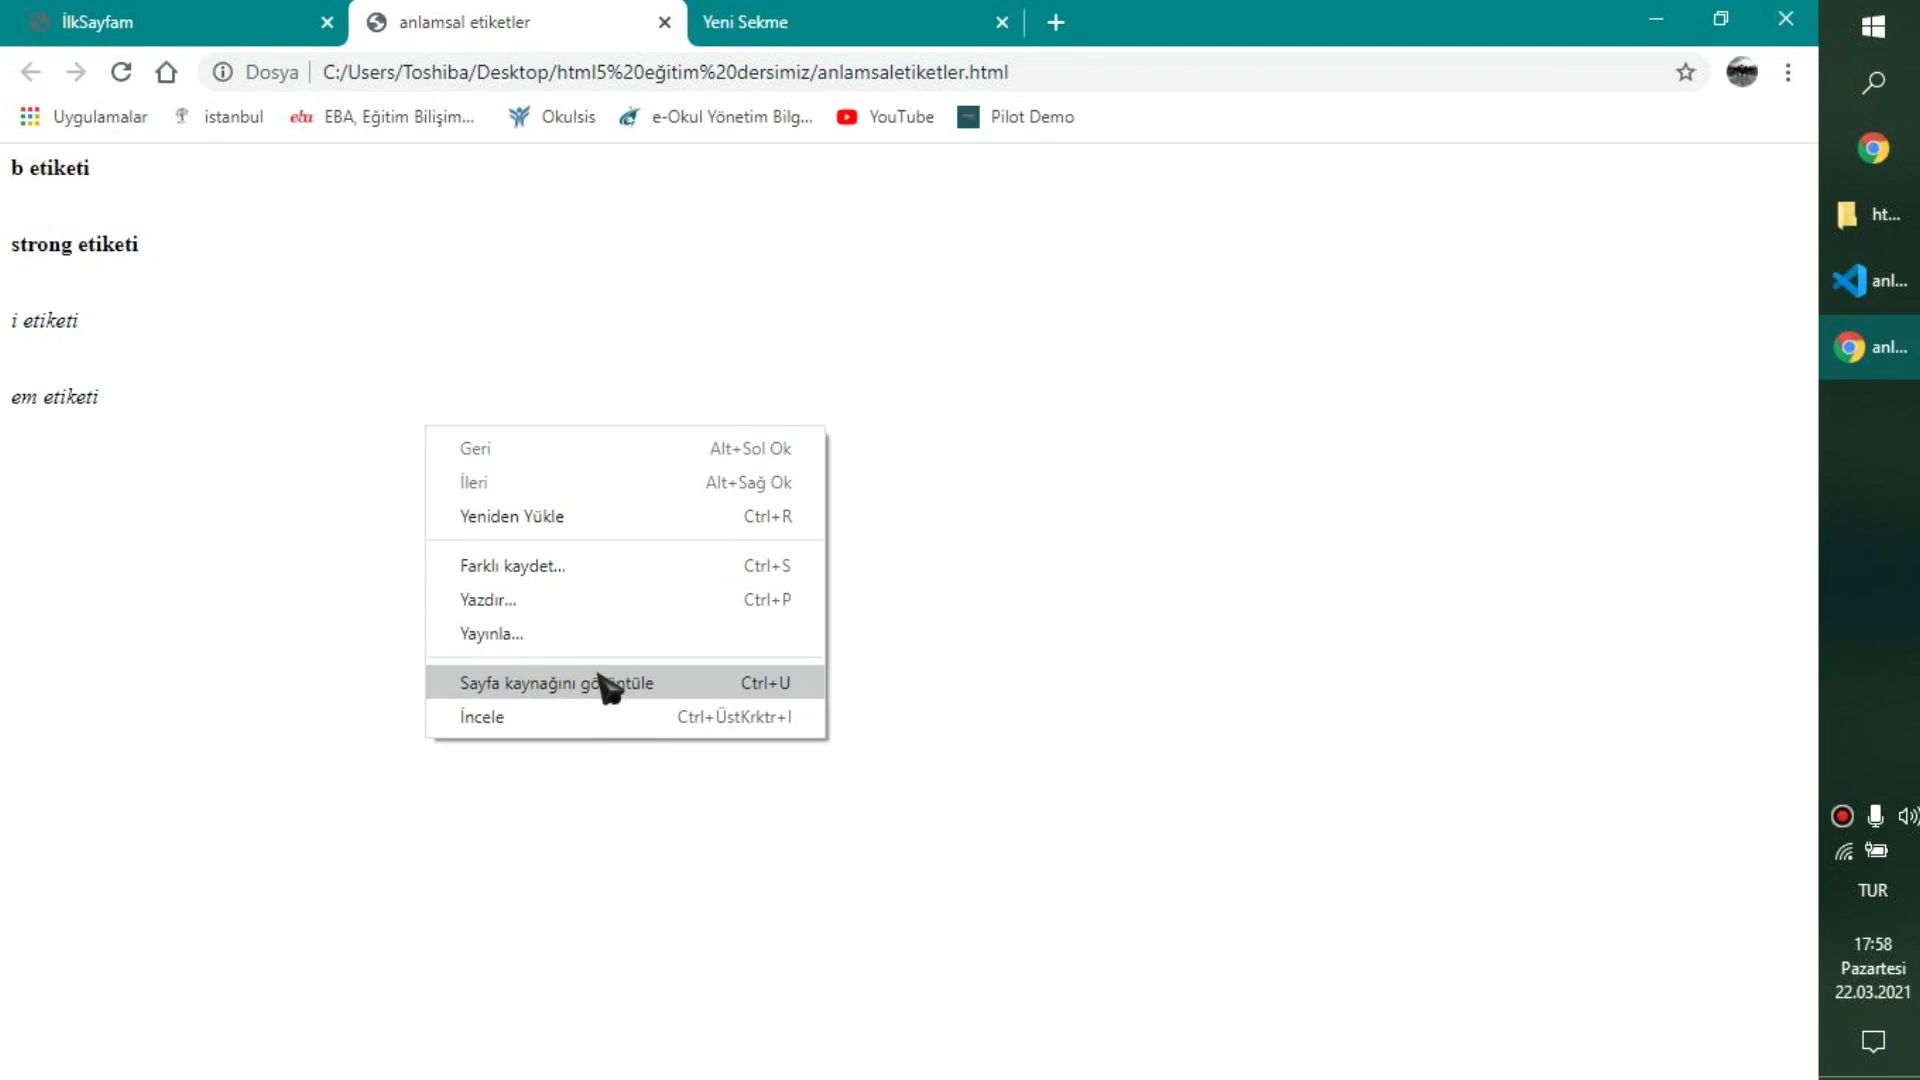 İlkSayfam
anlamsal etiketler
Yeni Sekme
Dosya C:/Users/Toshiba/Desktop/html5%20eğitim%20dersimiz/anlamsaletiketler.html
Uygulamalar
istanbul
eba EBA, Eğitim Bilişim...
Okulsis
e-Okul Yönetim Bilg...
YouTube
Pilot Demo
b etiketi
strong etiketi
i etiketi
em etiketi
Geri Alt+Sol Ok
İleri Alt+Sağ Ok
Yeniden Yükle Ctrl+R
Farklı kaydet... Ctrl+S
Yazdır... Ctrl+P
Yayınla...
Sayfa kaynağını görüntüle Ctrl+U
İncele Ctrl+ÜstKrktr+I
ht...
anl...
anl...
TUR
17:58
Pazartesi
22.03.2021